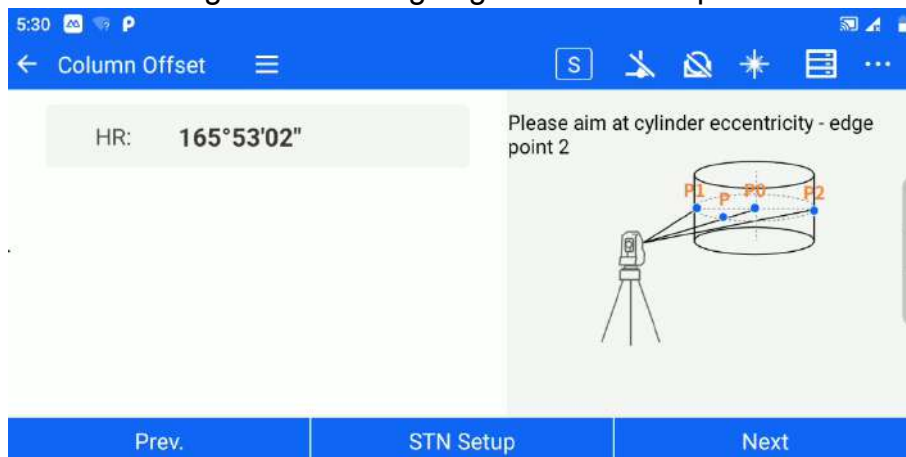 5:30
Column Offset
S
HR: 165°53'02"
Please aim at cylinder eccentricity - edge
point 2
P1 P P0 P2
Prev. STN Setup Next